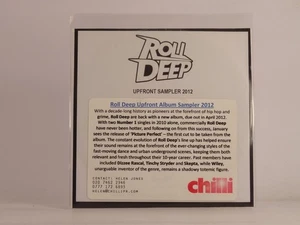 ROLL
DEEP
UPFRONT SAMPLER 2012
Roll Deep Upfront Album Sampler 2012
With a decade-long history as pioneers at the forefront of hip hop and
grime, Roll Deep are back with a new album, due out in April 2012.
With two Number 1 singles in 2010 alone, commercially Roll Deep
have never been hotter, and following on from this success, January
sees the release of 'Picture Perfect' – the first cut to be taken from the
album. The constant evolution of Roll Deep's line up has helped ensure
their sound remains at the forefront of the ever-changing styles of the
fast-moving dance and urban underground scenes, keeping them both
relevant and fresh throughout their 10-year career. Past members have
included Dizzee Rascal, Tinchy Stryder and Skepta, while Wiley,
unarguable inventor of the genre, remains a shadowy totemic figure.
CONTACT: HELEN JONES
chilli